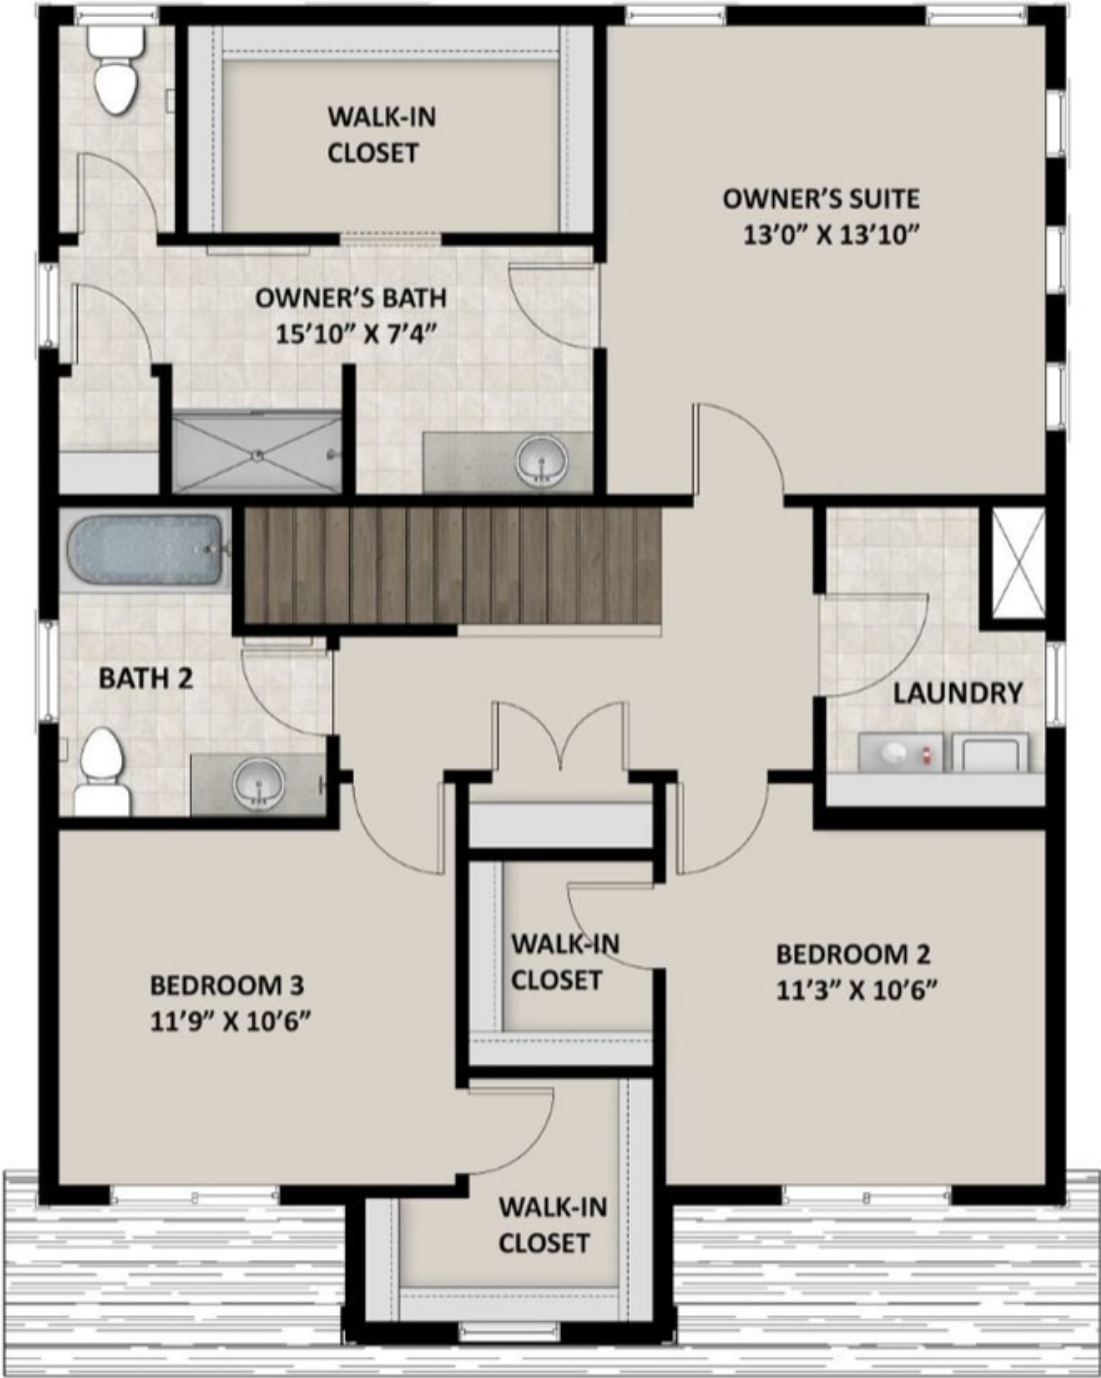 WALK-IN
CLOSET
OWNER’S SUITE
13’0” X 13’10”
OWNER’S BATH
15’10” X 7’4”
BATH 2
LAUNDRY
WALK-IN
CLOSET
BEDROOM 2
11’3” X 10’6”
BEDROOM 3
11’9” X 10’6”
WALK-IN
CLOSET